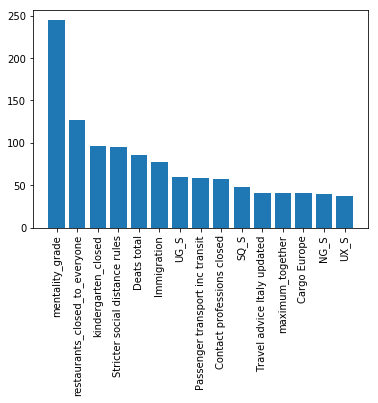 250
200
150
100
50
0
mentality_grade
restaurants_closed_to_everyone
kindergarten_closed
Stricter social distance rules
Deats total
Immigration
UG_S
Passenger transport inc transit
Contact professions closed
SQ_S
Travel advice Italy updated
maximum_together
Cargo Europe
NG_S
UX_S